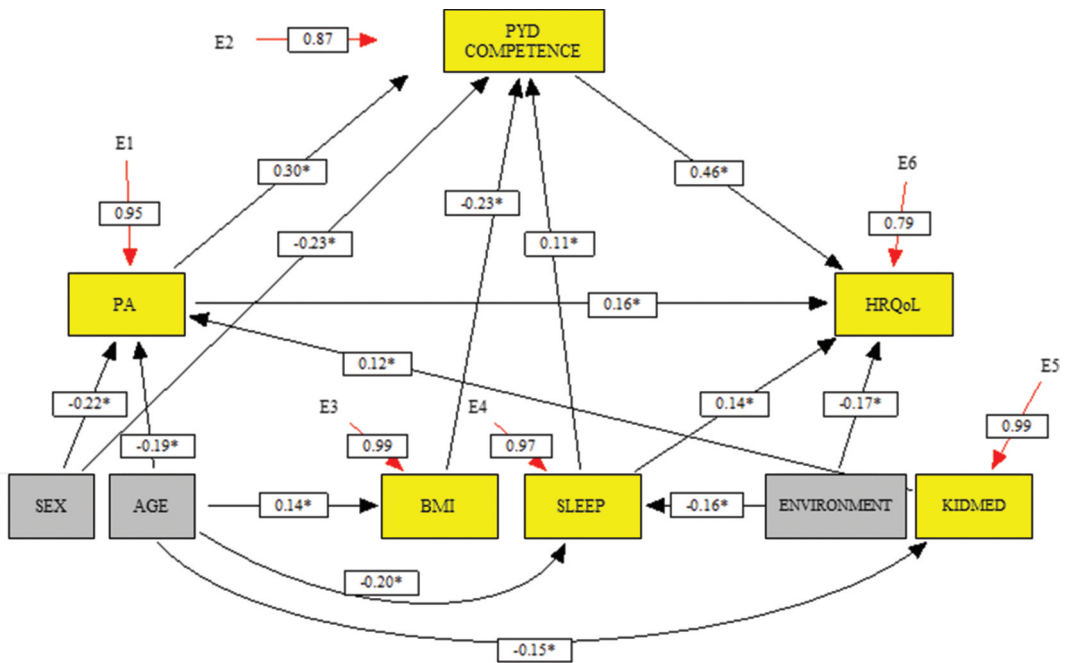 PYD
COMPETENCE
E2
0.87
E1
0.30*
0.46*
E6
0.95
-0.23*
-0.23*
0.11*
0.79
PA
0.16*
HRQoL
0.12*
E5
-0.22*
-0.19*
E3
E4
0.14*
-0.17*
0.99
0.97
0.99
SEX
AGE
0.14*
BMI
SLEEP
-0.16*
ENVIRONMENT
KIDMED
-0.20*
-0.15*